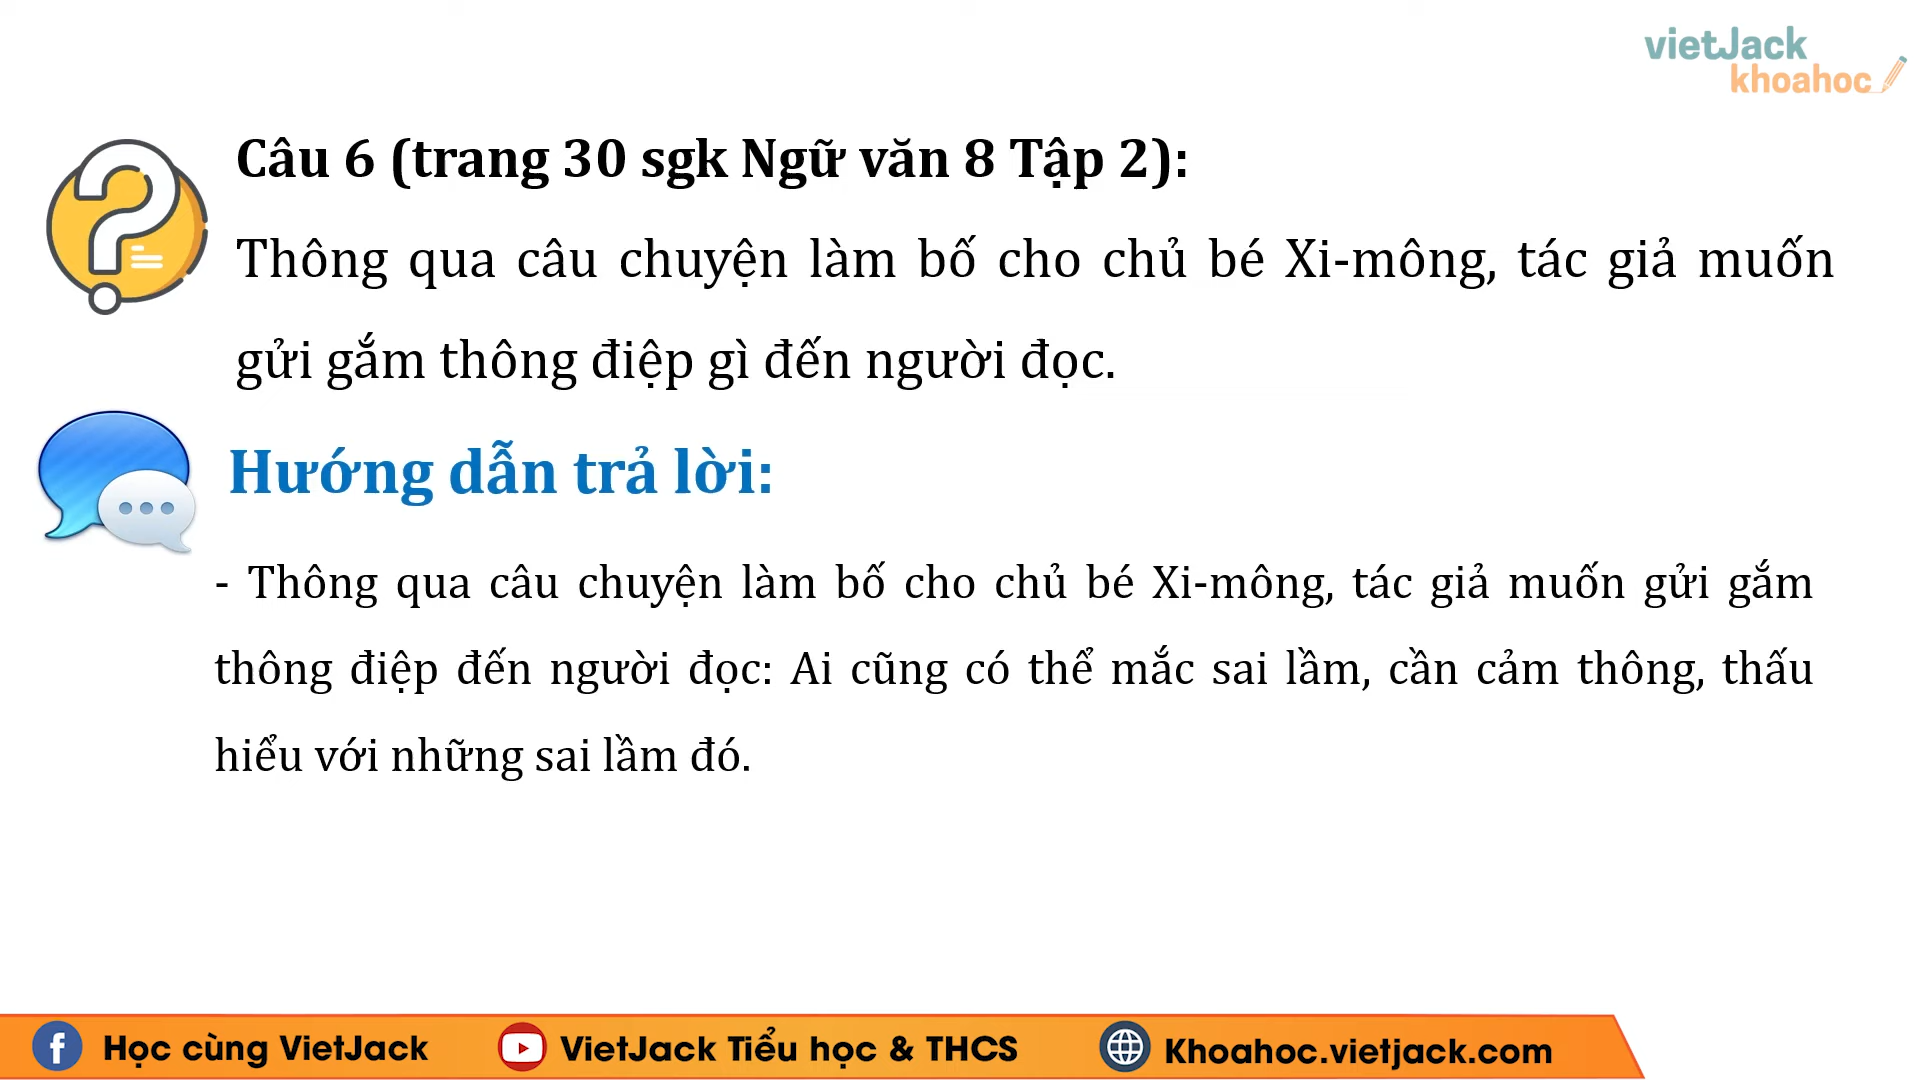 vietJack
khoahoc
Câu 6 (trang 30 sgk Ngữ văn 8 Tập 2):
Thông qua câu chuyện làm bố cho chủ bé Xi-mông, tác giả muốn
gửi gắm thông điệp gì đến người đọc.
Hướng dẫn trả lời:
- Thông qua câu chuyện làm bố cho chủ bé Xi-mông, tác giả muốn gửi gắm
thông điệp đến người đọc: Ai cũng có thể mắc sai lầm, cần cảm thông, thấu
hiểu với những sai lầm đó.
Học cùng VietJack
VietJack Tiểu học & THCS
Khoahoc.vietjack.com